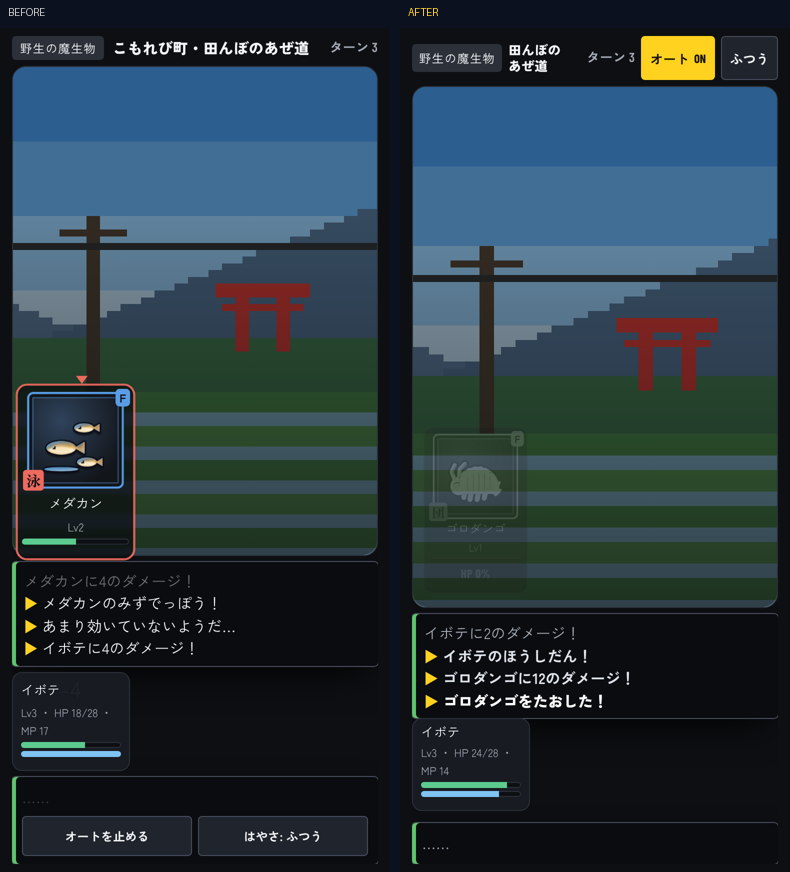 BEFORE
野生の魔生物
こもれび町・田んぼのあぜ道
ターン 3
F
泳
メダカン
Lv2
メダカンに4のダメージ！
▶ メダカンのみずでっぽう！
▶ あまり効いていないようだ…
▶ イボテに4のダメージ！
イボテ
Lv3 ・ HP 18/28 ・
MP 17
……
オートを止める
はやさ: ふつう
AFTER
野生の魔生物
田んぼの
あぜ道
ターン 3
オート ON
ふつう
F
ゴロダンゴ
Lv1
HP 0%
イボテに2のダメージ！
▶ イボテのほうしだん！
▶ ゴロダンゴに12のダメージ！
▶ ゴロダンゴをたおした！
イボテ
Lv3 ・ HP 24/28 ・
MP 14
……